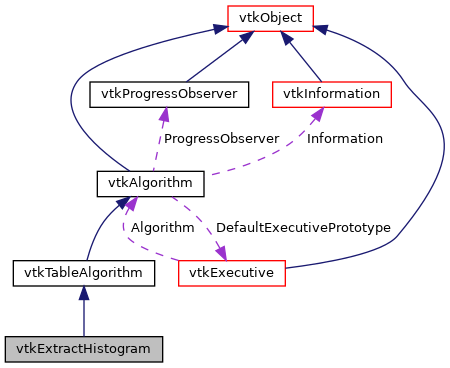 vtkObject
vtkProgressObserver
vtkInformation
ProgressObserver
Information
vtkAlgorithm
Algorithm
DefaultExecutivePrototype
vtkTableAlgorithm
vtkExecutive
vtkExtractHistogram